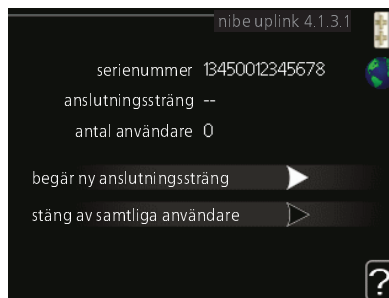 nibe uplink 4.1.3.1
serienummer 13450012345678
anslutningssträng --
antal användare 0
begär ny anslutningssträng
stäng av samtliga användare
?